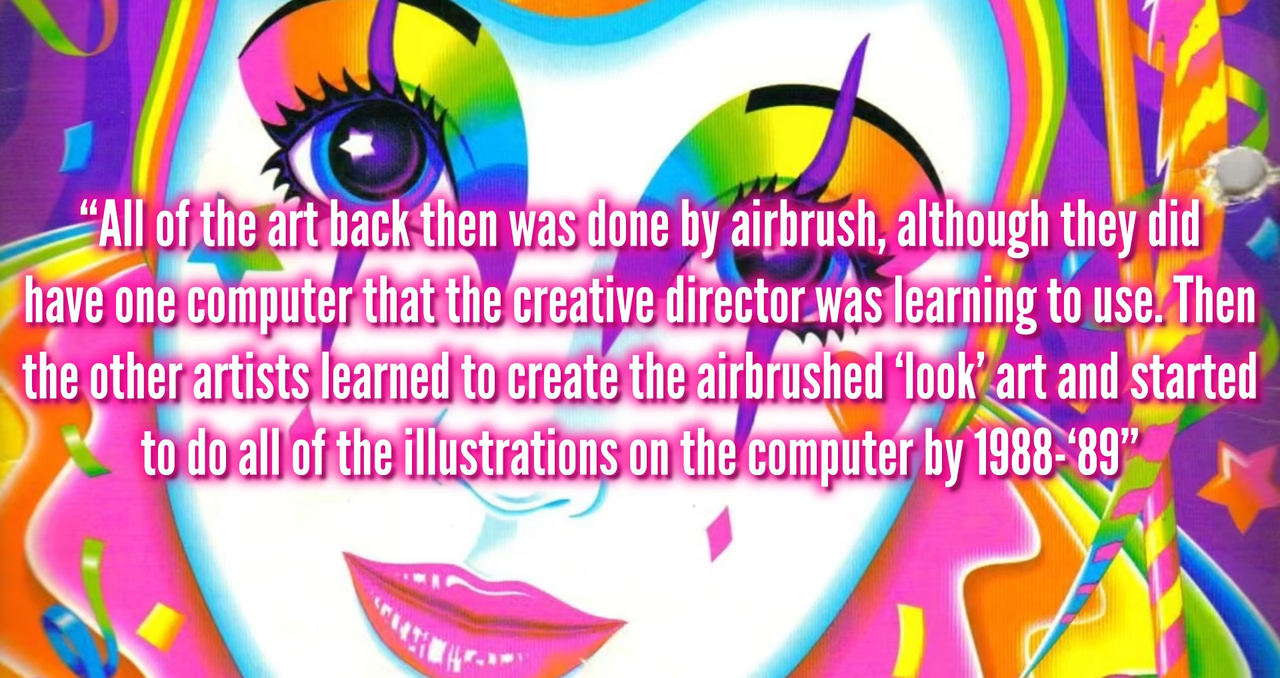 “All of the art back then was done by airbrush, although they did
have one computer that the creative director was learning to use. Then
the other artists learned to create the airbrushed ‘look’ art and started
to do all of the illustrations on the computer by 1988-‘89”